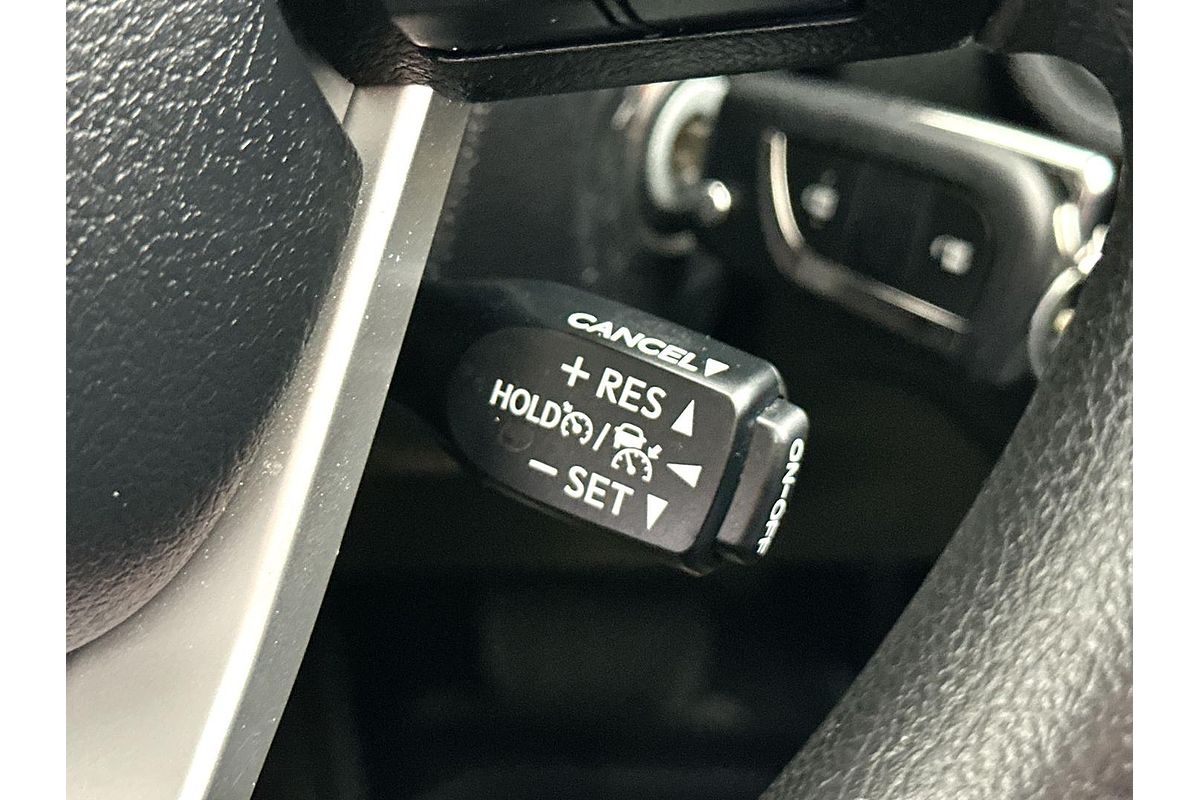 CANCEL
+ RES
HOLD /
− SET
ON-OFF